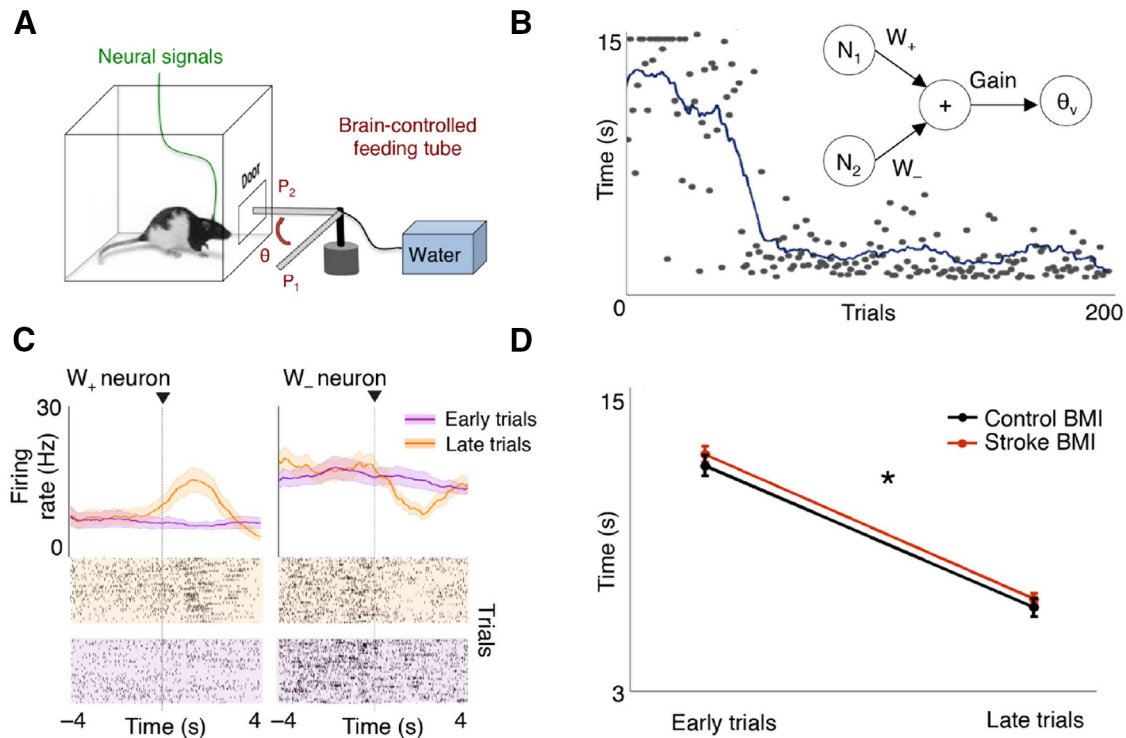 A
Neural signals
Brain-controlled
feeding tube
Door
P2
θ
P1
Water
B
15
Time (s)
0
Trials
200
N1
W+
+
Gain
θv
N2
W–
C
W+ neuron
W– neuron
Early trials
Late trials
30
Firing
rate (Hz)
0
Trials
–4
Time (s)
4
–4
Time (s)
4
D
15
Control BMI
Stroke BMI
*
Time (s)
3
Early trials
Late trials